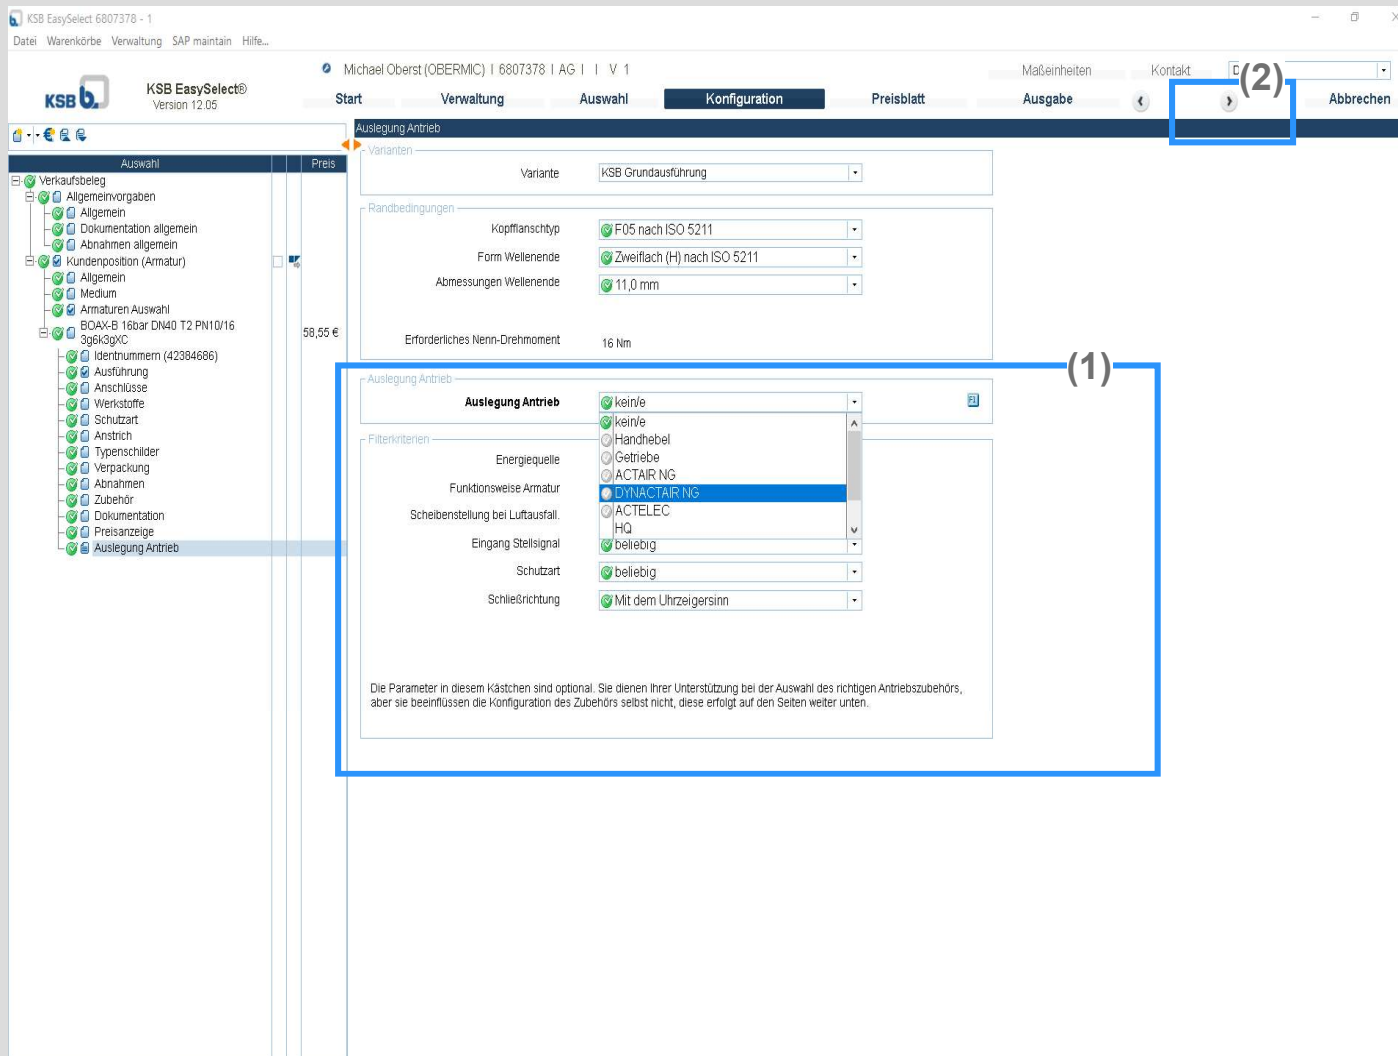 KSB EasySelect 6807378 - 1
Datei Warenkörbe Verwaltung SAP maintain Hilfe...
KSB b.
KSB EasySelect®
Version 12.05
Michael Oberst (OBERMIC) I 6807378 I AG I I V 1
Maßeinheiten Kontakt D
(2)
Start Verwaltung Auswahl Konfiguration Preisblatt Ausgabe Abbrechen
Auslegung Antrieb
Auswahl Preis
Verkaufsbeleg
Allgemeinvorgaben
Allgemein
Dokumentation allgemein
Abnahmen allgemein
Kundenposition (Armatur)
Allgemein
Medium
Armaturen Auswahl
BOAX-B 16bar DN40 T2 PN10/16
3g6k3gXC
58,55 €
Identnummern (42384686)
Ausführung
Anschlüsse
Werkstoffe
Schutzart
Anstrich
Typenschilder
Verpackung
Abnahmen
Zubehör
Dokumentation
Preisanzeige
Auslegung Antrieb
Varianten
Variante KSB Grundausführung
Randbedingungen
Kopfflanschtyp F05 nach ISO 5211
Form Wellenende Zweiflach (H) nach ISO 5211
Abmessungen Wellenende 11,0 mm
Erforderliches Nenn-Drehmoment 16 Nm
(1)
Auslegung Antrieb
Auslegung Antrieb kein/e
F1
kein/e
Handhebel
Getriebe
ACTAIR NG
DYNACTAIR NG
ACTELEC
HQ
Filterkriterien
Energiequelle
Funktionsweise Armatur
Scheibenstellung bei Luftausfall.
Eingang Stellsignal beliebig
Schutzart beliebig
Schließrichtung Mit dem Uhrzeigersinn
Die Parameter in diesem Kästchen sind optional. Sie dienen Ihrer Unterstützung bei der Auswahl des richtigen Antriebszubehörs,
aber sie beeinflussen die Konfiguration des Zubehörs selbst nicht, diese erfolgt auf den Seiten weiter unten.